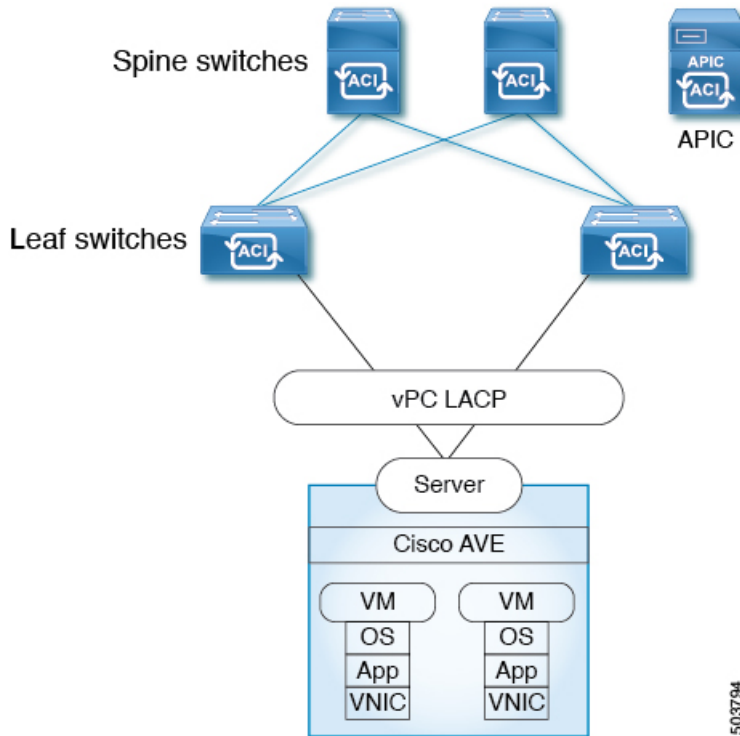 Spine switches
ACI
ACI
APIC
ACI
APIC
Leaf switches
ACI
ACI
vPC LACP
Server
Cisco AVE
VM
VM
OS
OS
App
App
VNIC
VNIC
503794